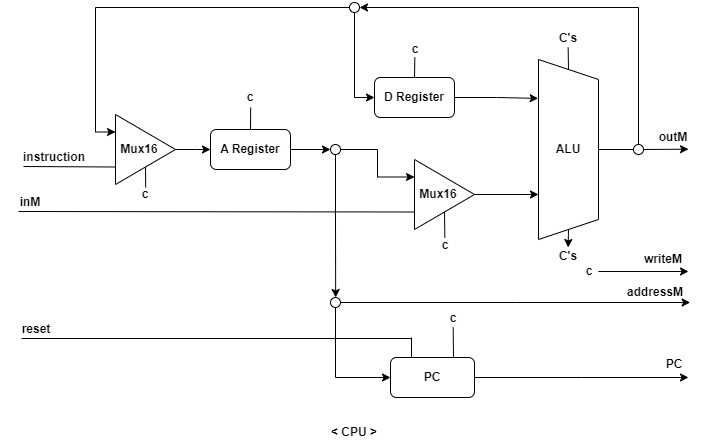 C's
c
D Register
c
outM
Mux16
A Register
ALU
instruction
c
Mux16
inM
c
C's
writeM
c
addressM
c
reset
PC
PC
< CPU >